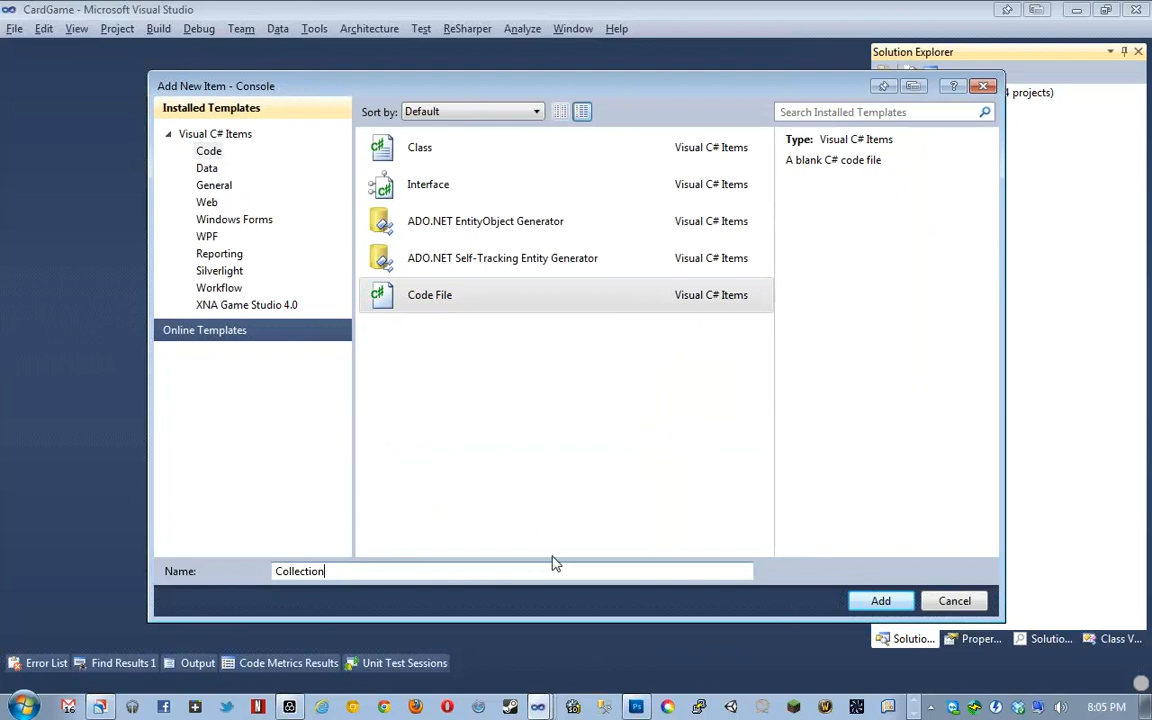 CardGame - Microsoft Visual Studio
File Edit View Project Build Debug Team Data Tools Architecture Test ReSharper Analyze Window Help
Solution Explorer
4 projects)
Add New Item - Console
Installed Templates
Sort by: Default
Search Installed Templates
Visual C# Items
Code
Data
General
Web
Windows Forms
WPF
Reporting
Silverlight
Workflow
XNA Game Studio 4.0
Online Templates
Class Visual C# Items
Interface Visual C# Items
ADO.NET EntityObject Generator Visual C# Items
ADO.NET Self-Tracking Entity Generator Visual C# Items
Code File Visual C# Items
Type: Visual C# Items
A blank C# code file
Name: Collection
Add Cancel
Solutio... Proper... Solutio... Class V...
Error List Find Results 1 Output Code Metrics Results Unit Test Sessions
8:05 PM